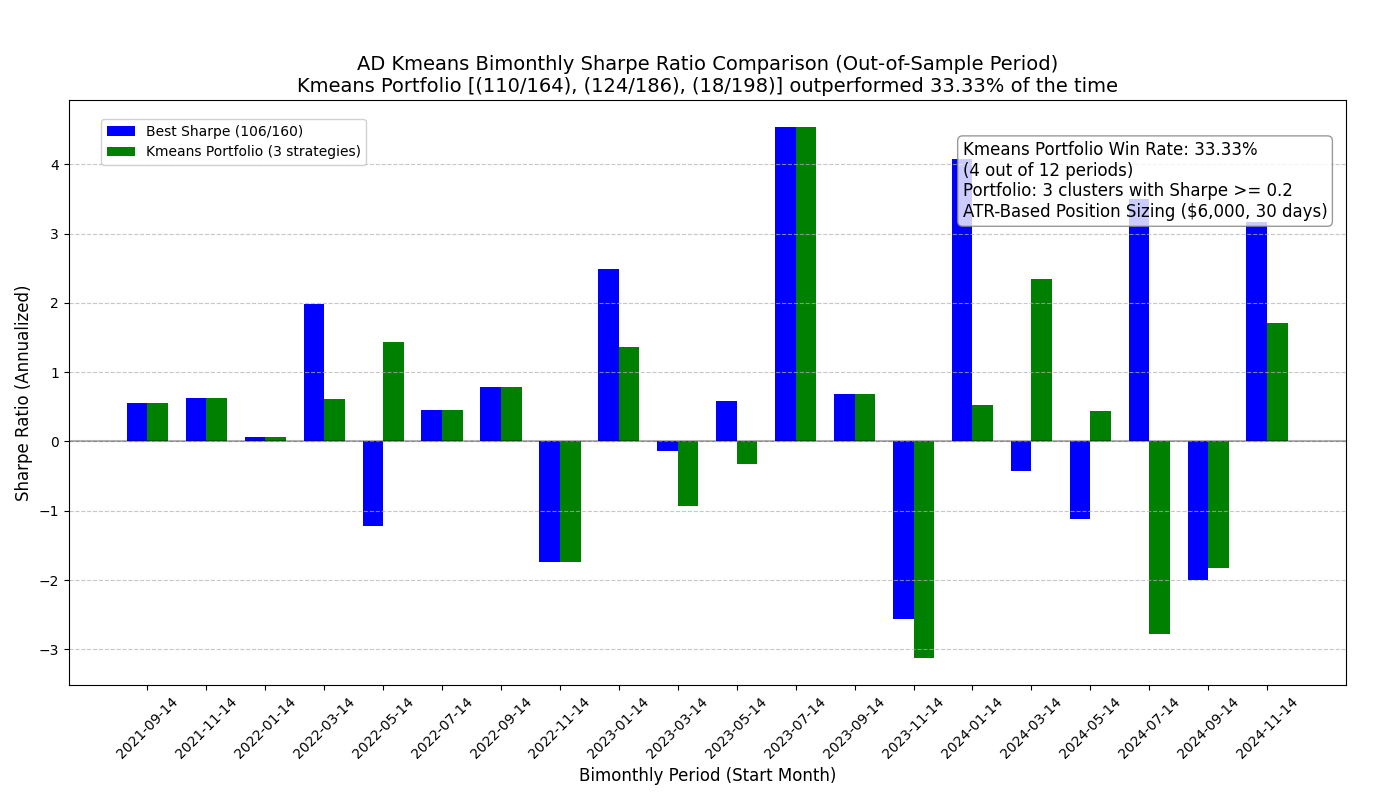 AD Kmeans Bimonthly Sharpe Ratio Comparison (Out-of-Sample Period)
Kmeans Portfolio [(110/164), (124/186), (18/198)] outperformed 33.33% of the time
Best Sharpe (106/160)
Kmeans Portfolio (3 strategies)
Kmeans Portfolio Win Rate: 33.33%
(4 out of 12 periods)
Portfolio: 3 clusters with Sharpe >= 0.2
ATR-Based Position Sizing ($6,000, 30 days)
Sharpe Ratio (Annualized)
4
3
2
1
0
−1
−2
−3
2021-09-14
2021-11-14
2022-01-14
2022-03-14
2022-05-14
2022-07-14
2022-09-14
2022-11-14
2023-01-14
2023-03-14
2023-05-14
2023-07-14
2023-09-14
2023-11-14
2024-01-14
2024-03-14
2024-05-14
2024-07-14
2024-09-14
2024-11-14
Bimonthly Period (Start Month)